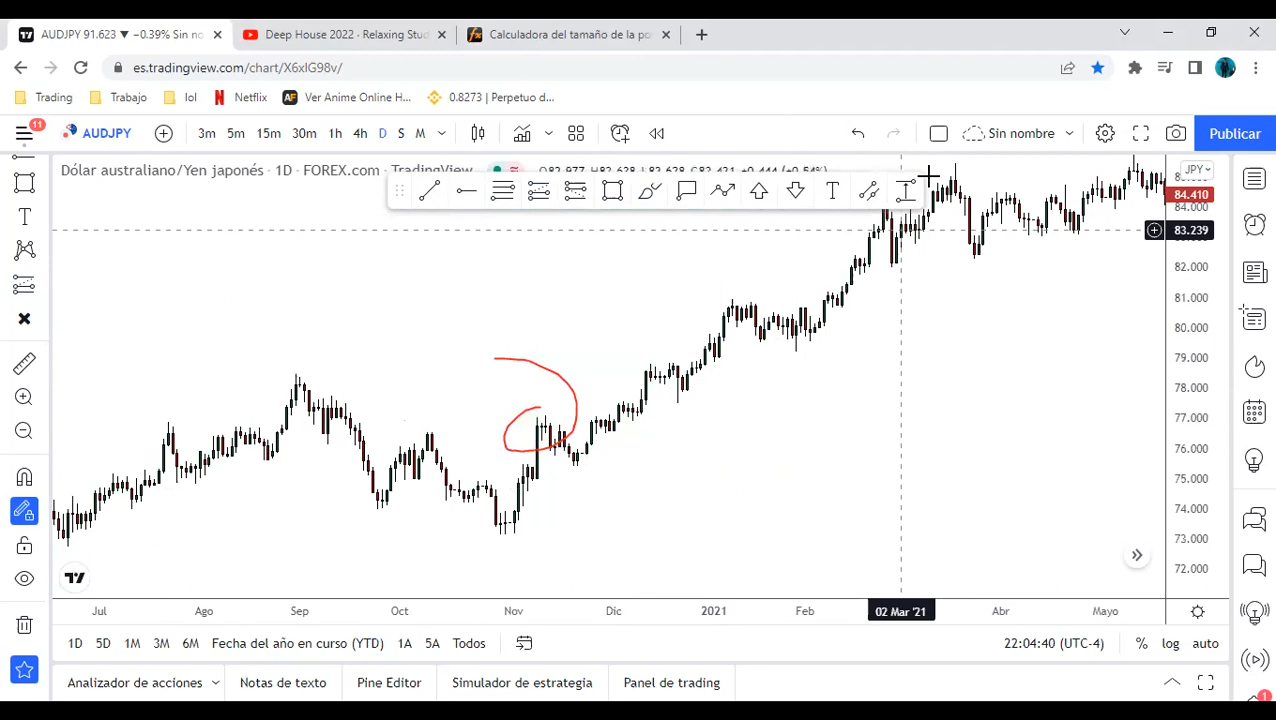 AUDJPY 91.623 ▼ −0.39% Sin no
Deep House 2022 - Relaxing Stud
Calculadora del tamaño de la po
es.tradingview.com/chart/X6xlG98v/
Trading
Trabajo
lol
Netflix
Ver Anime Online H...
0.8273 | Perpetuo d...
11
AUDJPY
3m
5m
15m
30m
1h
4h
D
S
M
Sin nombre
Publicar
Dólar australiano/Yen japonés · 1D · FOREX.com · TradingView
JPY
84.410
84.000
83.239
82.000
81.000
80.000
79.000
78.000
77.000
76.000
75.000
74.000
73.000
72.000
Jul
Ago
Sep
Oct
Nov
Dic
2021
Feb
02 Mar '21
Abr
Mayo
1D
5D
1M
3M
6M
Fecha del año en curso (YTD)
1A
5A
Todos
22:04:40 (UTC-4)
%
log
auto
Analizador de acciones
Notas de texto
Pine Editor
Simulador de estrategia
Panel de trading
1